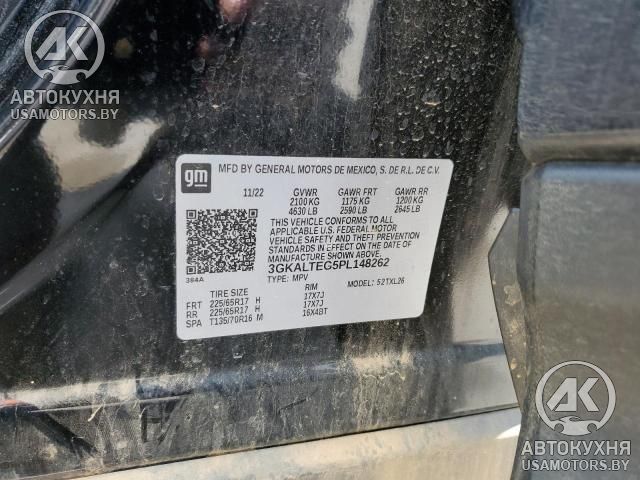 AK
АВТОКУХНЯ
USAMOTORS.BY
gm
MFD BY GENERAL MOTORS DE MEXICO, S. DE R.L. DE C.V.
11/22 GVWR GAWR FRT GAWR RR
2100 KG 1175 KG 1200 KG
4630 LB 2590 LB 2645 LB
THIS VEHICLE CONFORMS TO ALL
APPLICABLE U.S. FEDERAL MOTOR
VEHICLE SAFETY AND THEFT PREVENTION
STANDARDS IN EFFECT ON THE DATE OF
MANUFACTURE SHOWN ABOVE.
3GKALTEG5PL148262
384A TYPE: MPV MODEL: 52TXL26
TIRE SIZE RIM
FRT 225/65R17 H 17X7J
RR 225/65R17 H 17X7J
SPA T135/70R16 M 16X4BT
AK
АВТОКУХНЯ
USAMOTORS.BY